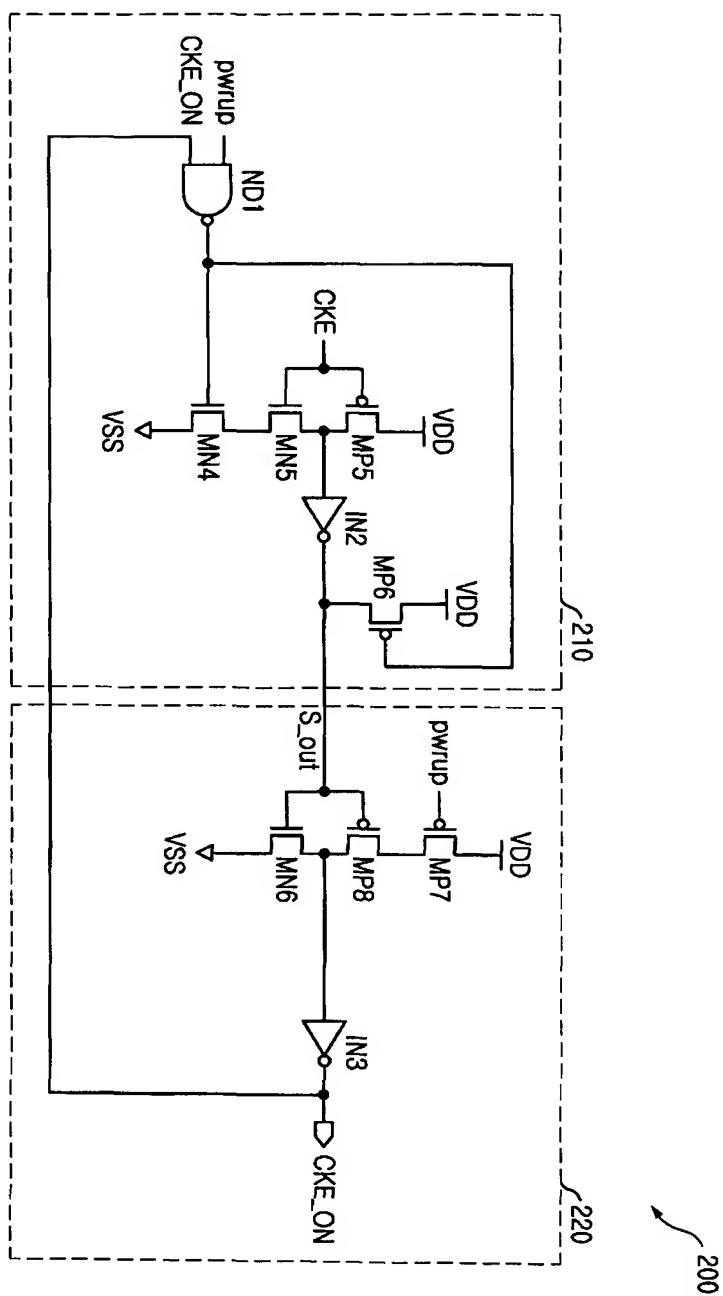 200
210
220
pwrup
CKE_ON
ND1
CKE
VDD
MP5
MN5
MN4
VSS
IN2
VDD
MP6
S_out
pwrup
VDD
MP7
MP8
MN6
VSS
IN3
CKE_ON